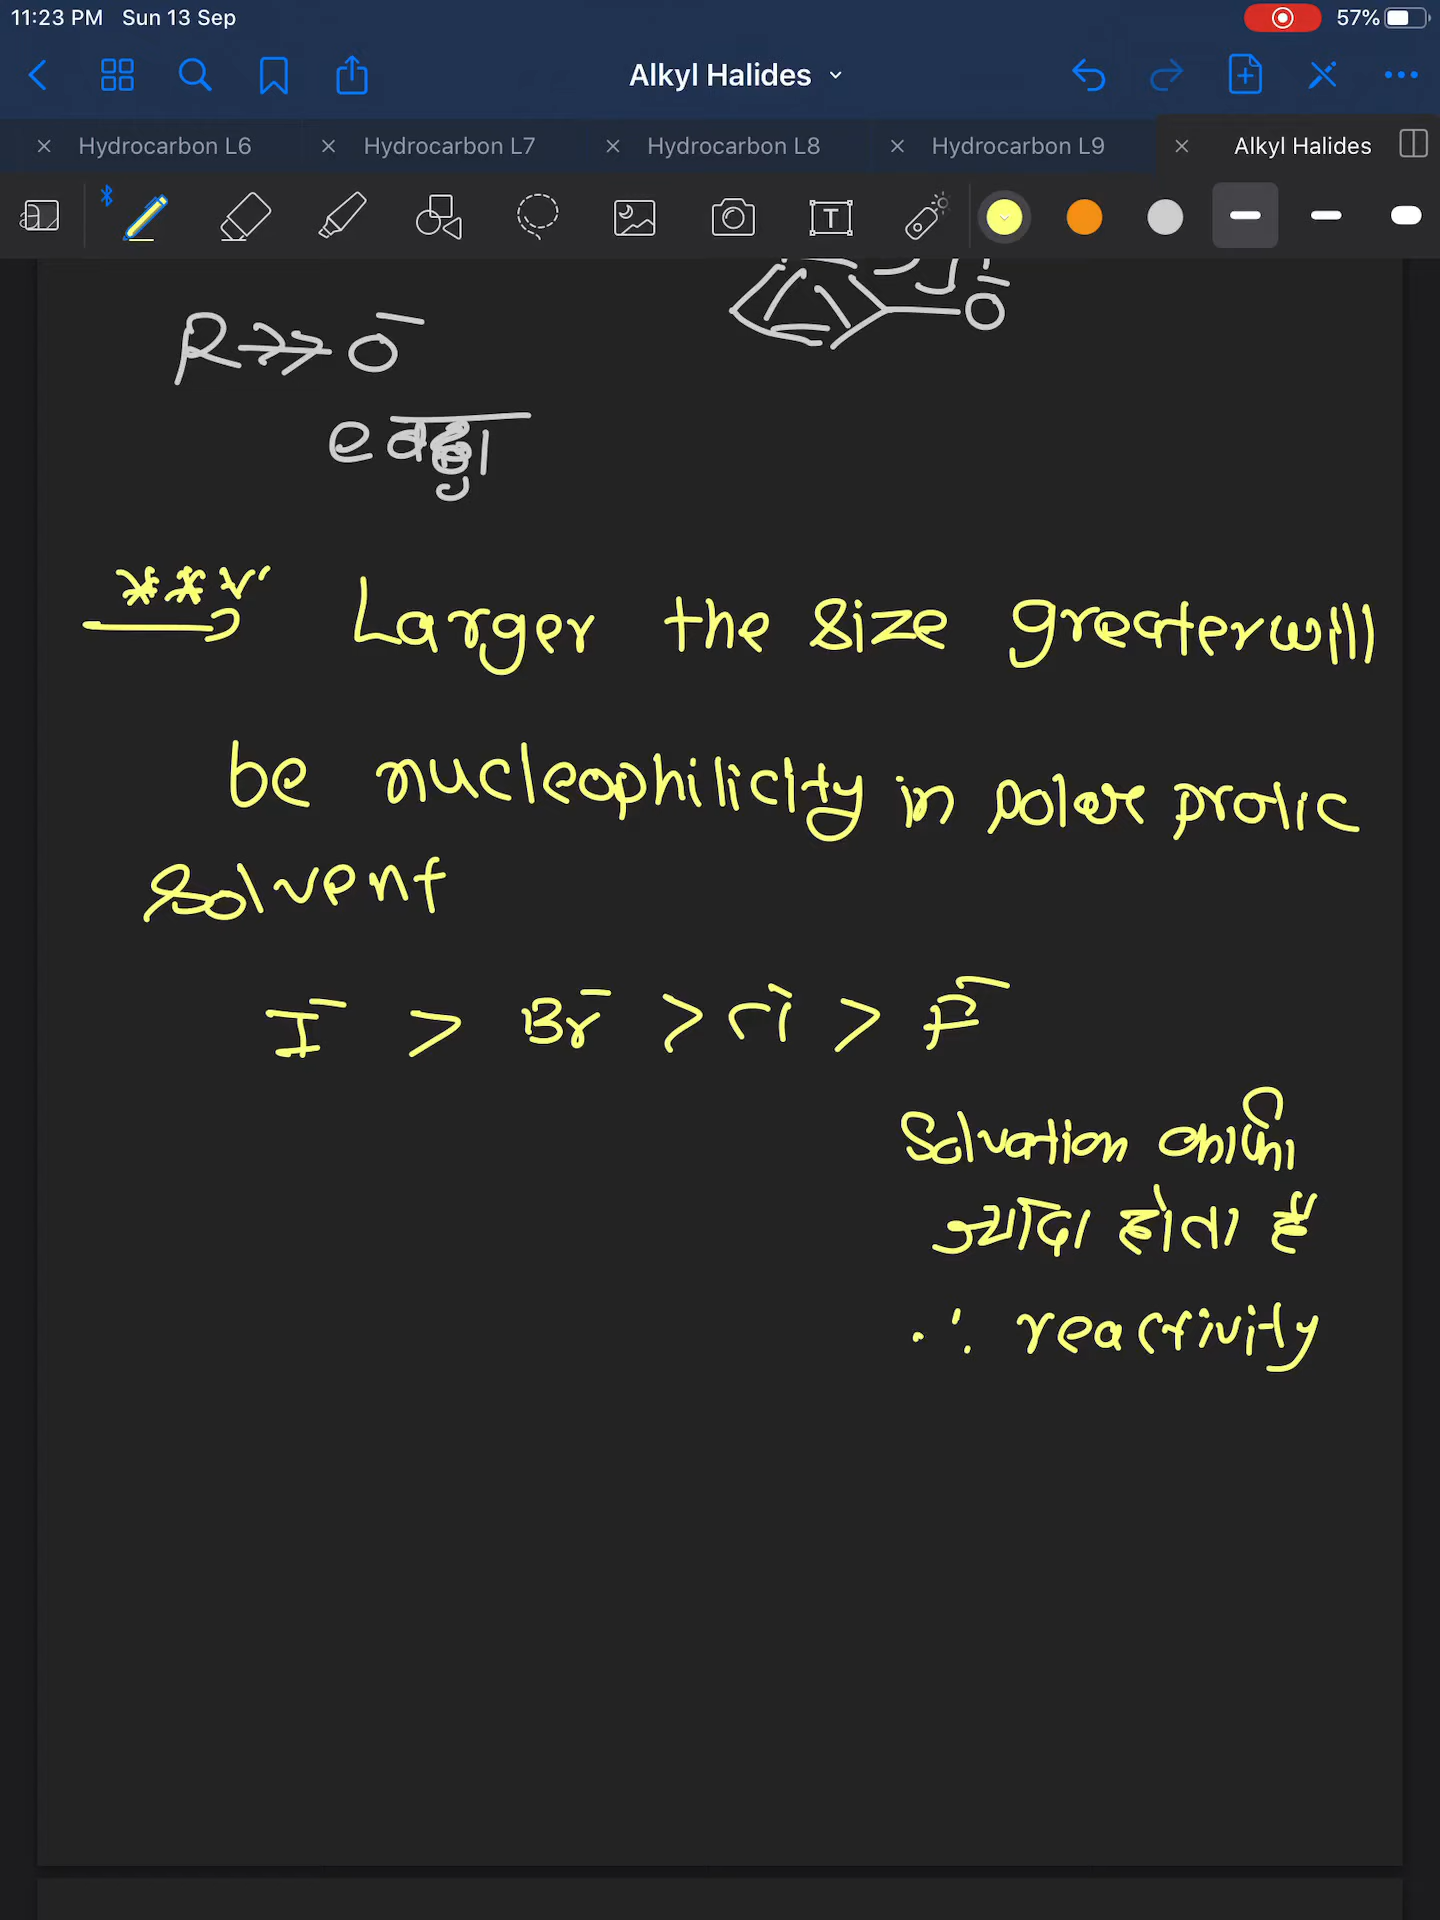 11:23 PM Sun 13 Sep 57%
Alkyl Halides
Hydrocarbon L6 Hydrocarbon L7 Hydrocarbon L8 Hydrocarbon L9 Alkyl Halides
R O⁻
O⁻
e
*** Larger the size greater will
be nucleophilicity in polar protic
solvent
I⁻ > Br⁻ > Cl⁻ > F⁻
Solvation काफी
ज्यादा होता है
∴ reactivity